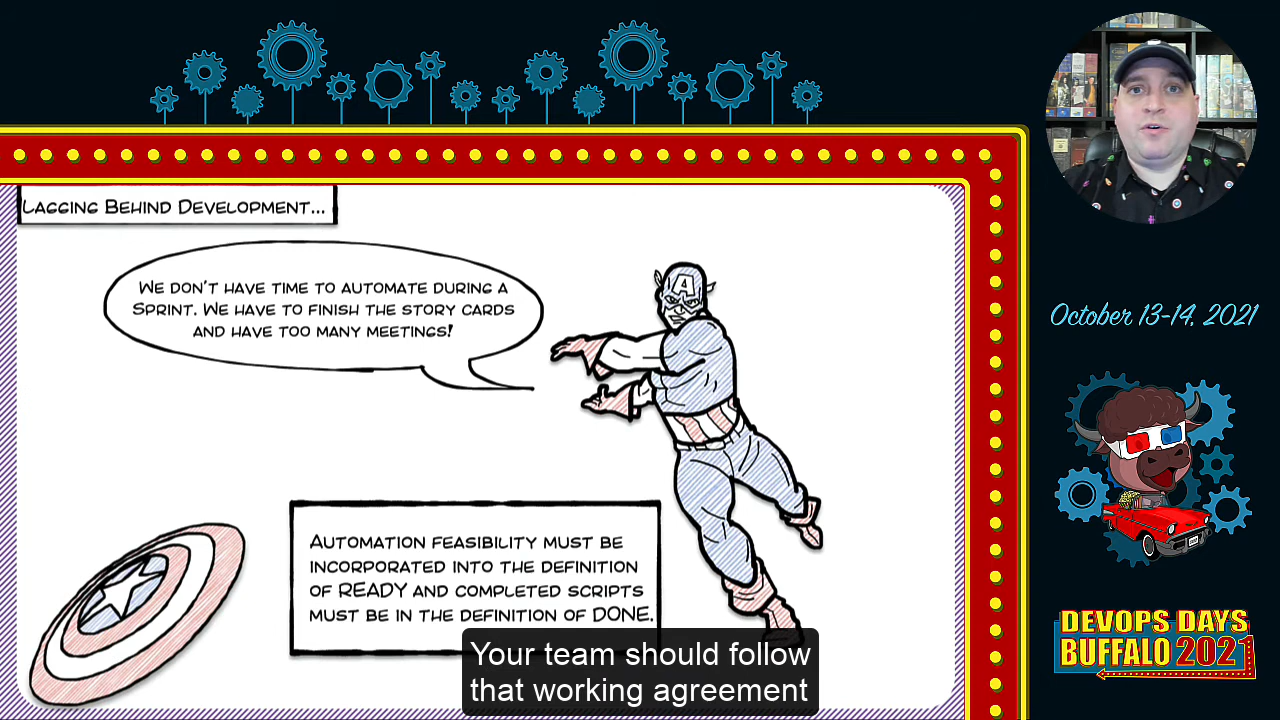 Lagging Behind Development...
We don't have time to automate during a
Sprint. We have to finish the story cards
and have too many meetings!
A
Automation feasibility must be
incorporated into the definition
of READY and completed scripts
must be in the definition of DONE.
Your team should follow
that working agreement
October 13-14, 2021
DEVOPS DAYS
BUFFALO 2021